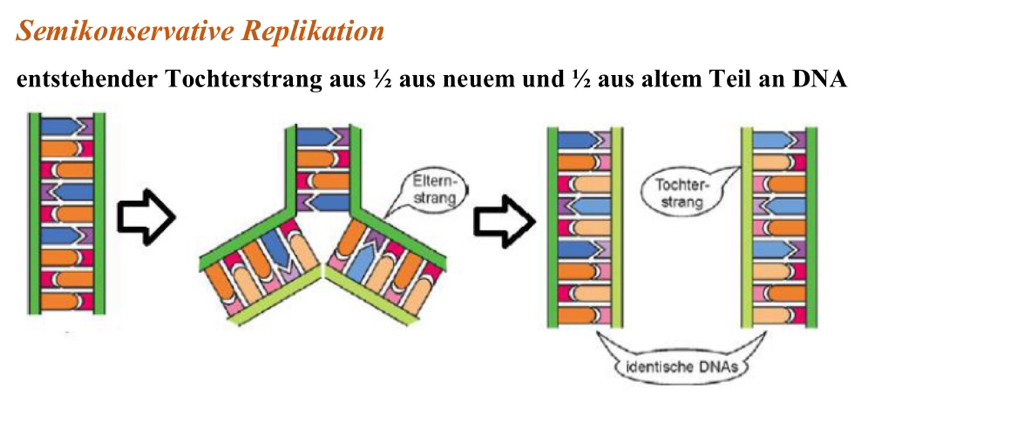 Semikonservative Replikation
entstehender Tochterstrang aus ½ aus neuem und ½ aus altem Teil an DNA
Eltern-
strang
Tochter-
strang
identische DNAs